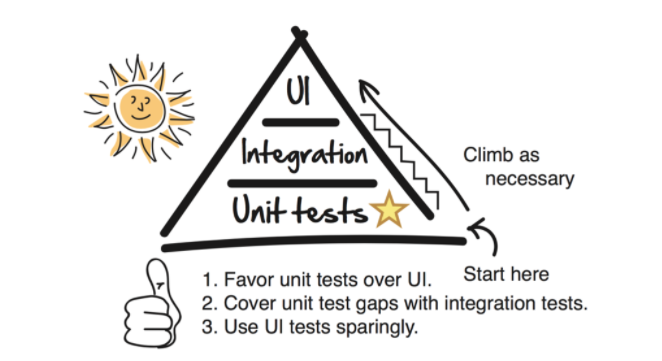 UI
Integration
Unit tests
Climb as
necessary
Start here
1. Favor unit tests over UI.
2. Cover unit test gaps with integration tests.
3. Use UI tests sparingly.